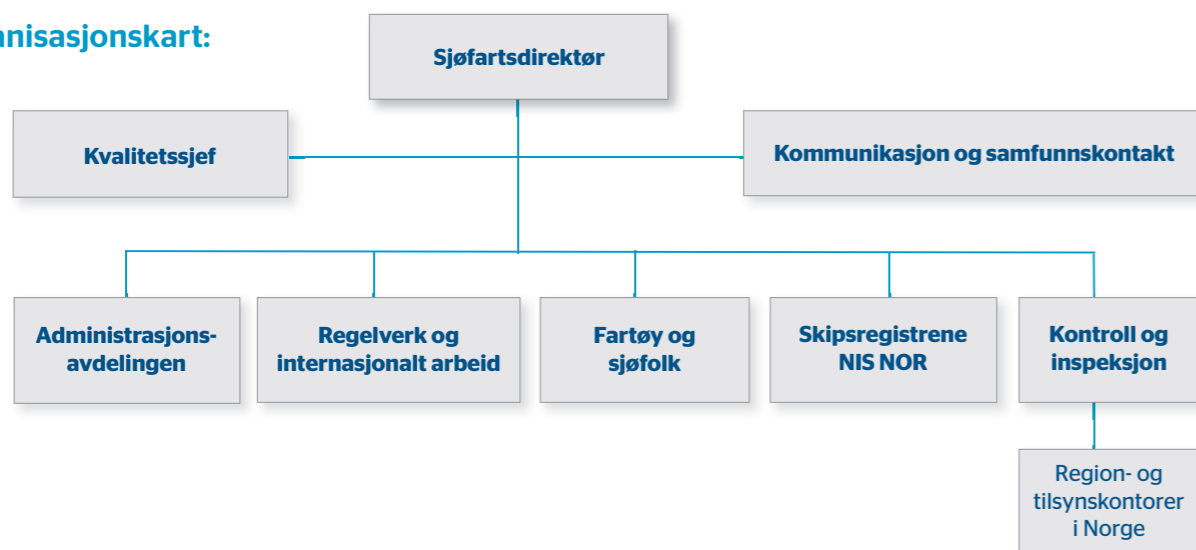 anisasjonskart:
Sjøfartsdirektør
Kvalitetssjef
Kommunikasjon og samfunnskontakt
Administrasjons-
avdelingen
Regelverk og
internasjonalt arbeid
Fartøy og
sjøfolk
Skipsregistrene
NIS NOR
Kontroll og
inspeksjon
Region- og
tilsynskontorer
i Norge